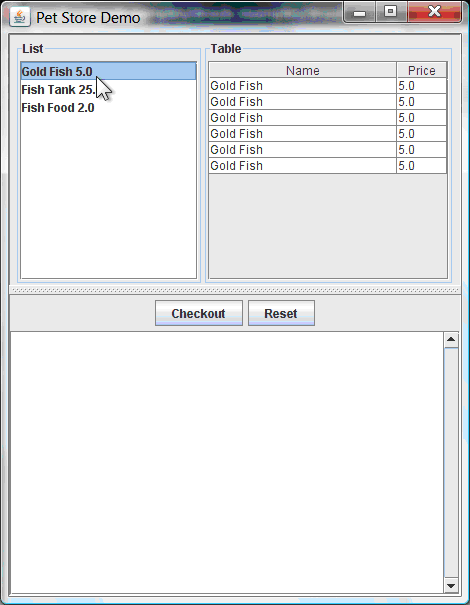 Pet Store Demo
List
Gold Fish 5.0
Fish Tank 25.
Fish Food 2.0
Table
Name Price
Gold Fish 5.0
Gold Fish 5.0
Gold Fish 5.0
Gold Fish 5.0
Gold Fish 5.0
Gold Fish 5.0
Checkout Reset